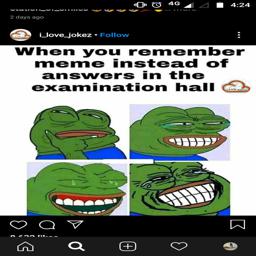 4G 4:24
2 days ago
i_love_jokez • Follow
When you remember
meme instead of
answers in the
examination hall